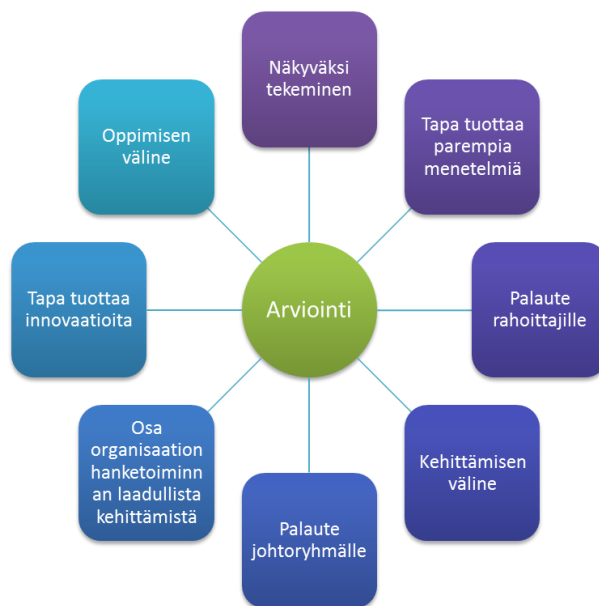 Näkyväksi
tekeminen
Tapa tuottaa
parempia
menetelmiä
Palaute
rahoittajille
Kehittämisen
väline
Palaute
johtoryhmälle
Osa
organisaation
hanketoiminn
an laadullista
kehittämistä
Tapa tuottaa
innovaatioita
Oppimisen
väline
Arviointi